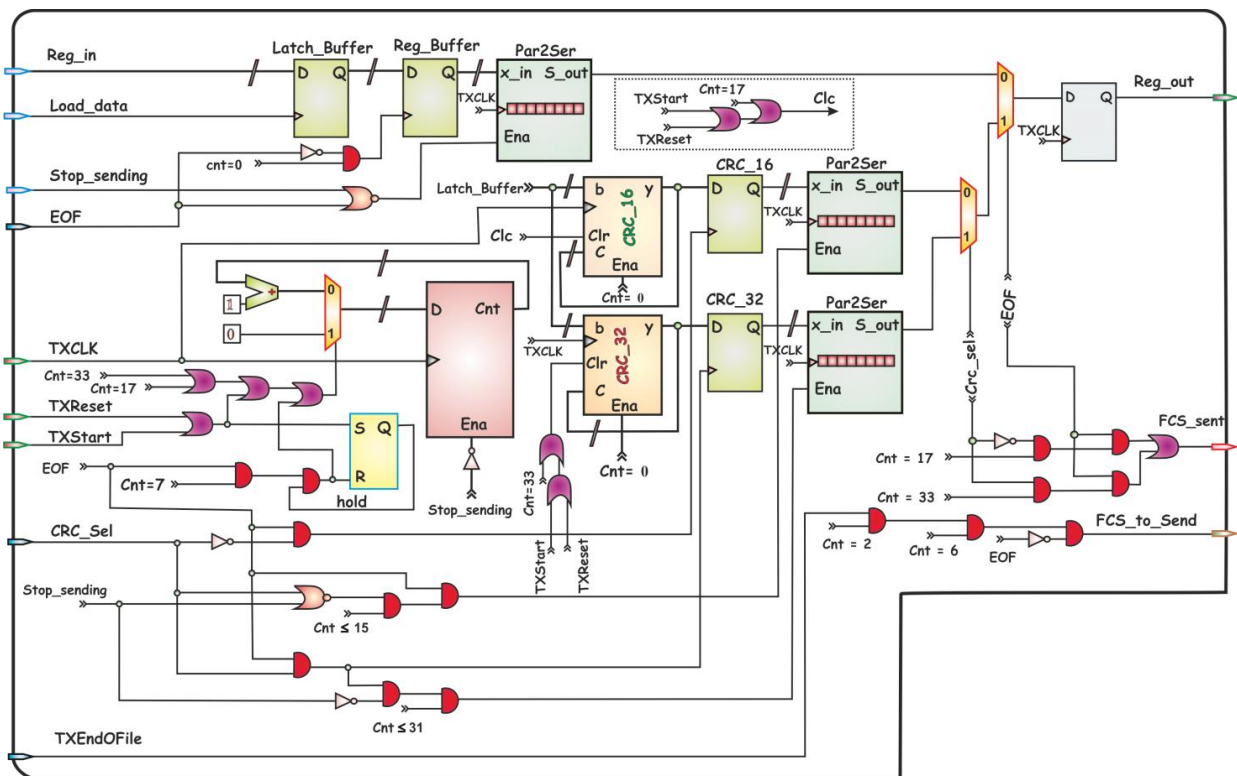 Reg_in
Load_data
Stop_sending
EOF
Latch_Buffer
D Q
Reg_Buffer
D Q
cnt=0
Par2Ser
x_in S_out
TXCLK
Ena
TXStart
Cnt=17
TXReset
Clc
0
1
D Q
TXCLK
Reg_out
Latch_Buffer
Clc
b y
CRC_16
Clr
C
Ena
Cnt= 0
CRC_16
D Q
Par2Ser
x_in S_out
TXCLK
Ena
0
1
b y
CRC_32
TXCLK
Clr
C
Ena
Cnt= 0
CRC_32
D Q
Par2Ser
x_in S_out
TXCLK
Ena
+
1
0
0
1
D Cnt
Ena
Stop_sending
TXCLK
Cnt=33
Cnt=17
TXReset
TXStart
EOF
Cnt=7
S Q
R
hold
Cnt=33
TXStart
TXReset
CRC_Sel
Stop_sending
Cnt ≤ 15
Cnt ≤ 31
TXEndOFile
Crc_sel
EOF
Cnt = 17
Cnt = 33
FCS_sent
Cnt = 2
Cnt = 6
EOF
FCS_to_Send